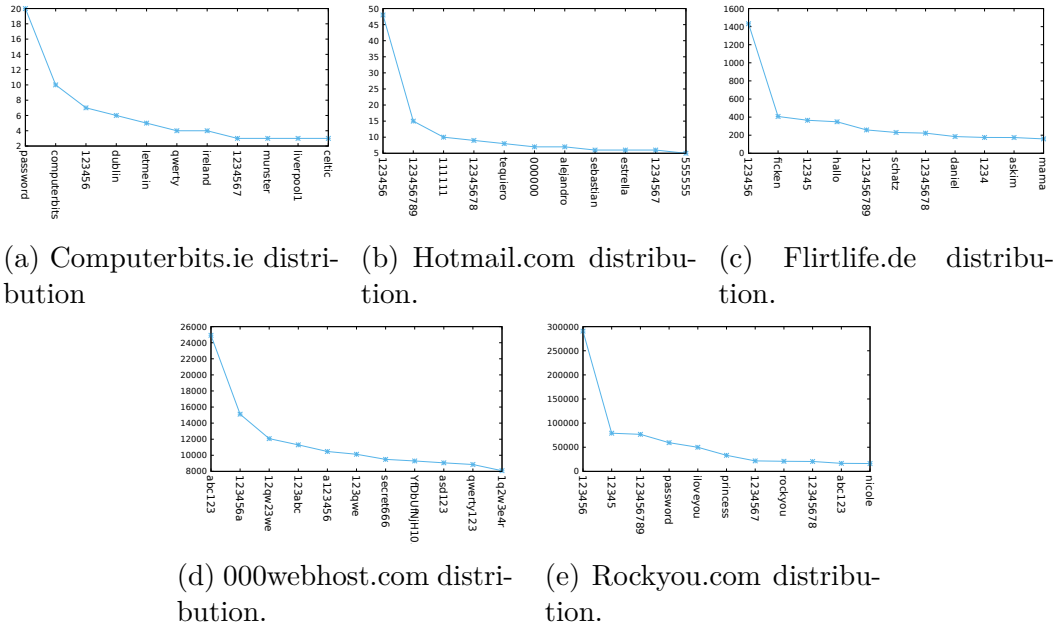 20
18
16
14
12
10
8
6
4
2
password
computerbits
123456
dublin
letmein
qwerty
ireland
1234567
munster
liverpool1
celtic
(a) Computerbits.ie distri-
bution
50
45
40
35
30
25
20
15
10
5
123456
123456789
111111
12345678
tequiero
000000
alejandro
sebastian
estrella
1234567
555555
(b) Hotmail.com distribu-
tion.
1600
1400
1200
1000
800
600
400
200
0
123456
ficken
12345
hallo
123456789
schatz
12345678
daniel
1234
askim
mama
(c) Flirtlife.de distribu-
tion.
26000
24000
22000
20000
18000
16000
14000
12000
10000
8000
abc123
123456a
12qw23we
123abc
a123456
123qwe
secret666
YfDbUfNjH10
asd123
qwerty123
1q2w3e4r
(d) 000webhost.com distri-
bution.
300000
250000
200000
150000
100000
50000
0
123456
12345
123456789
password
iloveyou
princess
1234567
rockyou
12345678
abc123
nicole
(e) Rockyou.com distribu-
tion.